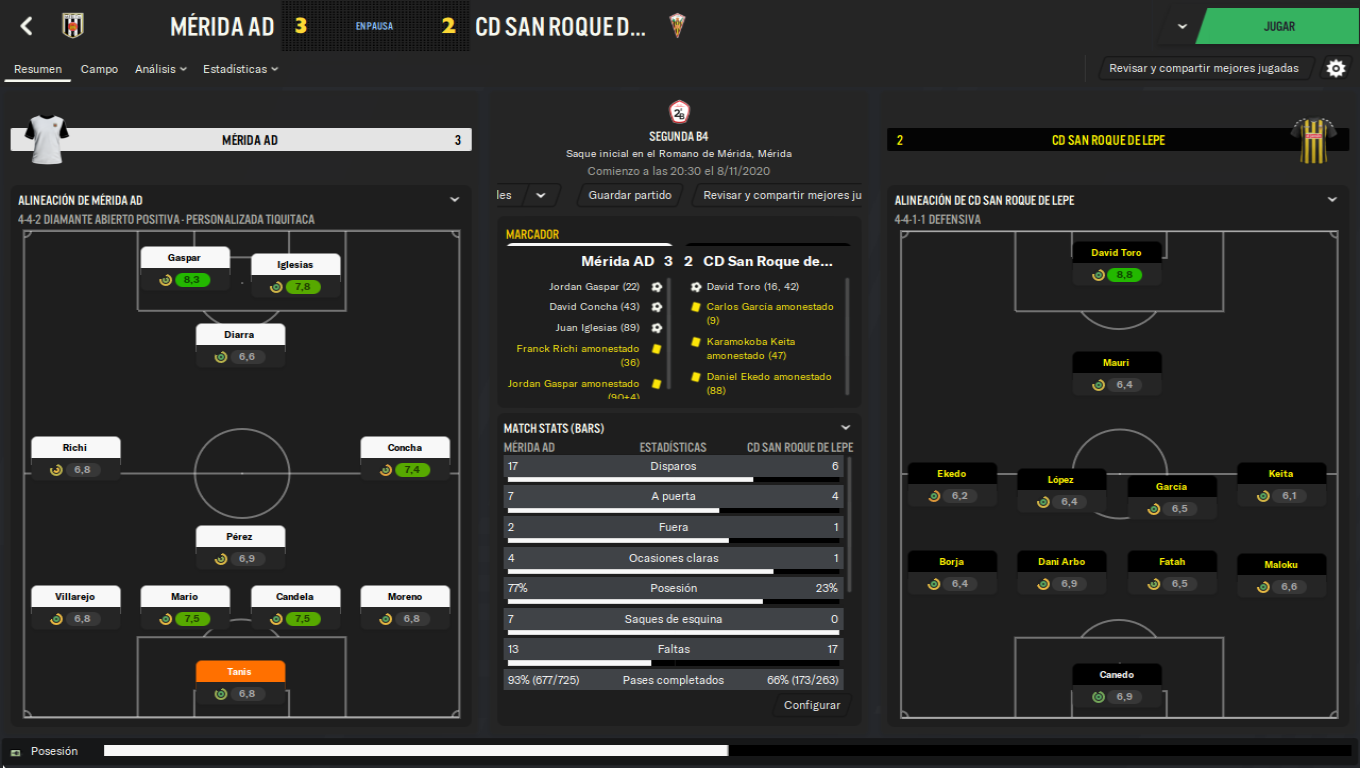 MÉRIDA AD 3 EN PAUSA 2 CD SAN ROQUE D...
JUGAR
Resumen Campo Análisis Estadísticas
Revisar y compartir mejores jugadas
MÉRIDA AD 3
ALINEACIÓN DE MÉRIDA AD
4-4-2 DIAMANTE ABIERTO POSITIVA - PERSONALIZADA TIQUITACA
Gaspar
8,3
Iglesias
7,8
Diarra
6,6
Richi
6,8
Concha
7,4
Pérez
6,9
Villarejo Mario Candela Moreno
6,8 7,5 7,5 6,8
Tanis
6,8
2ªB
SEGUNDA B4
Saque inicial en el Romano de Mérida, Mérida
Comienzo a las 20:30 el 8/11/2020
les Guardar partido Revisar y compartir mejores ju
MARCADOR
Mérida AD 3 2 CD San Roque de...
Jordan Gaspar (22)
David Concha (43)
Juan Iglesias (89)
Franck Richi amonestado
(36)
Jordan Gaspar amonestado
(90+4)
David Toro (16, 42)
Carlos García amonestado
(9)
Karamokoba Keita
amonestado (47)
Daniel Ekedo amonestado
(88)
MATCH STATS (BARS)
MÉRIDA AD ESTADÍSTICAS CD SAN ROQUE DE LEPE
17 Disparos 6
7 A puerta 4
2 Fuera 1
4 Ocasiones claras 1
77% Posesión 23%
7 Saques de esquina 0
13 Faltas 17
93% (677/725) Pases completados 66% (173/263)
Configurar
2 CD SAN ROQUE DE LEPE
ALINEACIÓN DE CD SAN ROQUE DE LEPE
4-4-1-1 DEFENSIVA
David Toro
8,8
Mauri
6,4
Ekedo
6,2
López
6,4
García
6,5
Keita
6,1
Borja Dani Arbo Fatah Maloku
6,4 6,9 6,5 6,6
Canedo
6,9
Posesión